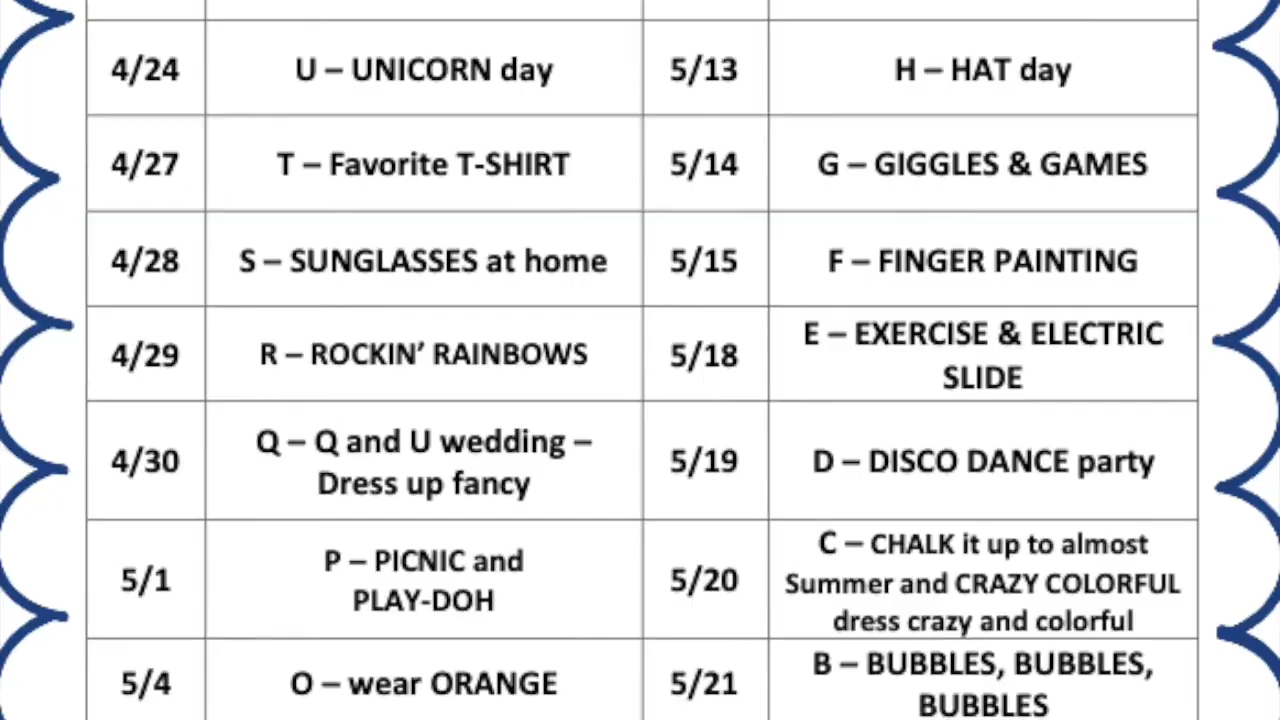 4/24 U – UNICORN day 5/13 H – HAT day
4/27 T – Favorite T-SHIRT 5/14 G – GIGGLES & GAMES
4/28 S – SUNGLASSES at home 5/15 F – FINGER PAINTING
4/29 R – ROCKIN’ RAINBOWS 5/18 E – EXERCISE & ELECTRIC
SLIDE
4/30 Q – Q and U wedding –
Dress up fancy
5/19 D – DISCO DANCE party
5/1 P – PICNIC and
PLAY-DOH
5/20 C – CHALK it up to almost
Summer and CRAZY COLORFUL
dress crazy and colorful
5/4 O – wear ORANGE 5/21 B – BUBBLES, BUBBLES,
BUBBLES